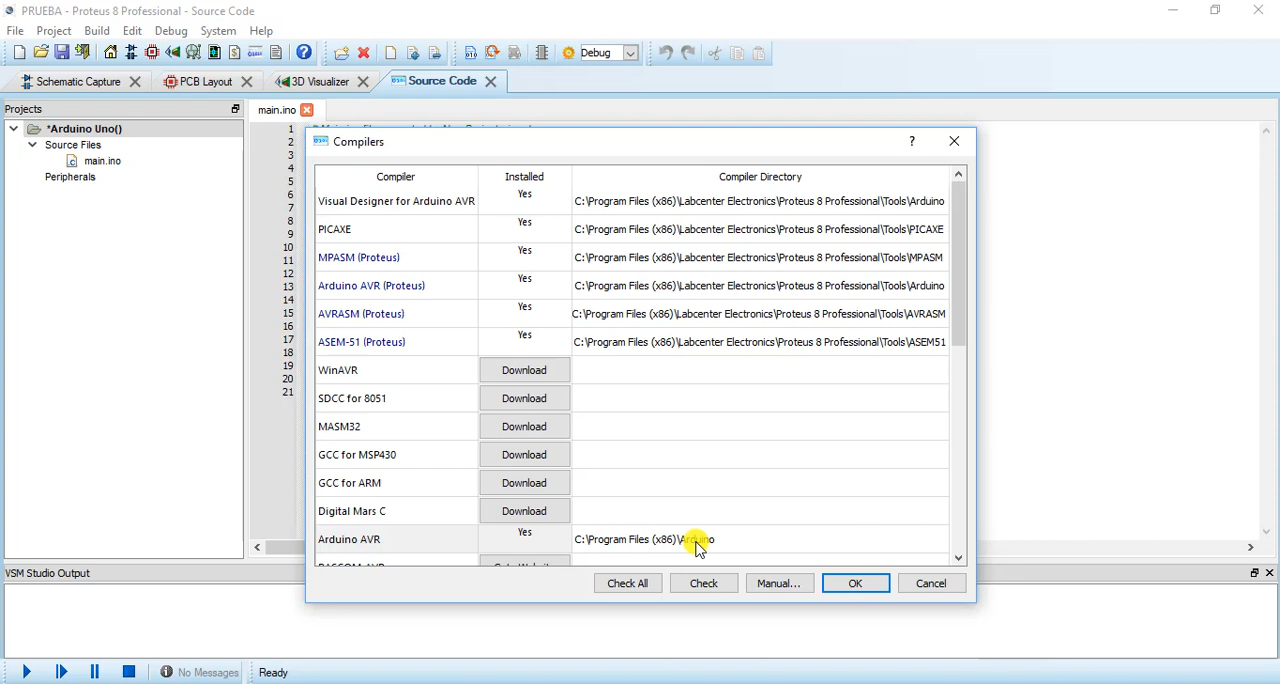 PRUEBA - Proteus 8 Professional - Source Code
File Project Build Edit Debug System Help
Debug
Schematic Capture PCB Layout 3D Visualizer Source Code
Projects
main.ino
*Arduino Uno()
Source Files
main.ino
Peripherals
1
2
3
4
5
6
7
8
9
10
11
12
13
14
15
16
17
18
19
20
21
Compilers
Compiler Installed Compiler Directory
Visual Designer for Arduino AVR Yes C:\Program Files (x86)\Labcenter Electronics\Proteus 8 Professional\Tools\Arduino
PICAXE Yes C:\Program Files (x86)\Labcenter Electronics\Proteus 8 Professional\Tools\PICAXE
MPASM (Proteus) Yes C:\Program Files (x86)\Labcenter Electronics\Proteus 8 Professional\Tools\MPASM
Arduino AVR (Proteus) Yes C:\Program Files (x86)\Labcenter Electronics\Proteus 8 Professional\Tools\Arduino
AVRASM (Proteus) Yes C:\Program Files (x86)\Labcenter Electronics\Proteus 8 Professional\Tools\AVRASM
ASEM-51 (Proteus) Yes C:\Program Files (x86)\Labcenter Electronics\Proteus 8 Professional\Tools\ASEM51
WinAVR Download
SDCC for 8051 Download
MASM32 Download
GCC for MSP430 Download
GCC for ARM Download
Digital Mars C Download
Arduino AVR Yes C:\Program Files (x86)\Arduino
Check All Check Manual... OK Cancel
VSM Studio Output
No Messages Ready